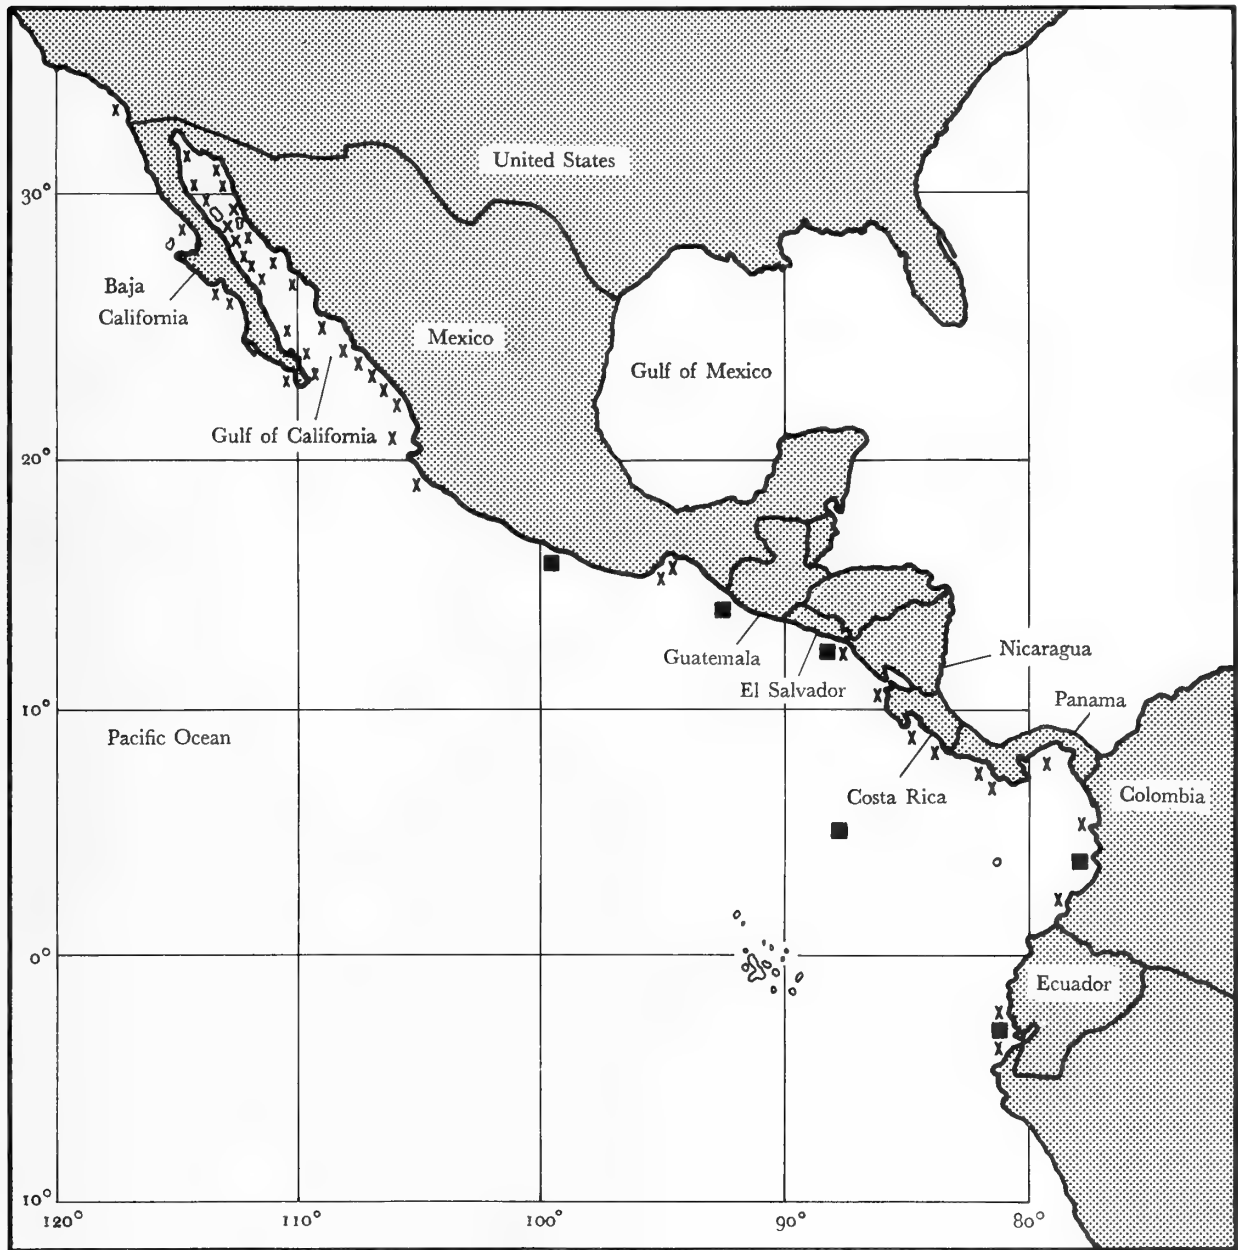 United States
30°
Baja
California
Mexico
Gulf of Mexico
Gulf of California
20°
Guatemala
Nicaragua
El Salvador
10°
Panama
Pacific Ocean
Costa Rica
Colombia
0°
Ecuador
10°
120°
110°
100°
90°
80°